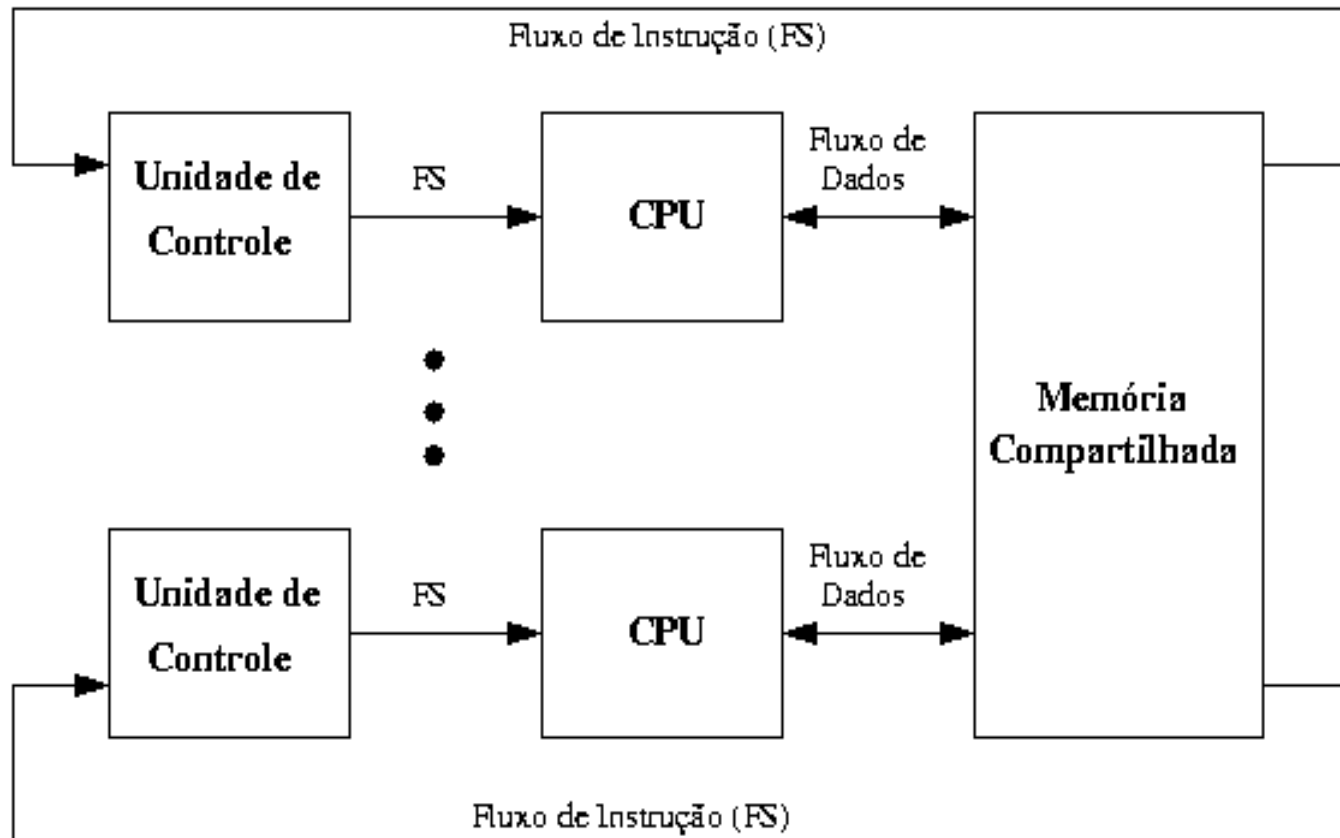 Fluxo de Instrução (FS)
Unidade de
Controle
FS
CPU
Fluxo de
Dados
Memória
Compartilhada
Unidade de
Controle
FS
CPU
Fluxo de
Dados
Fluxo de Instrução (FS)